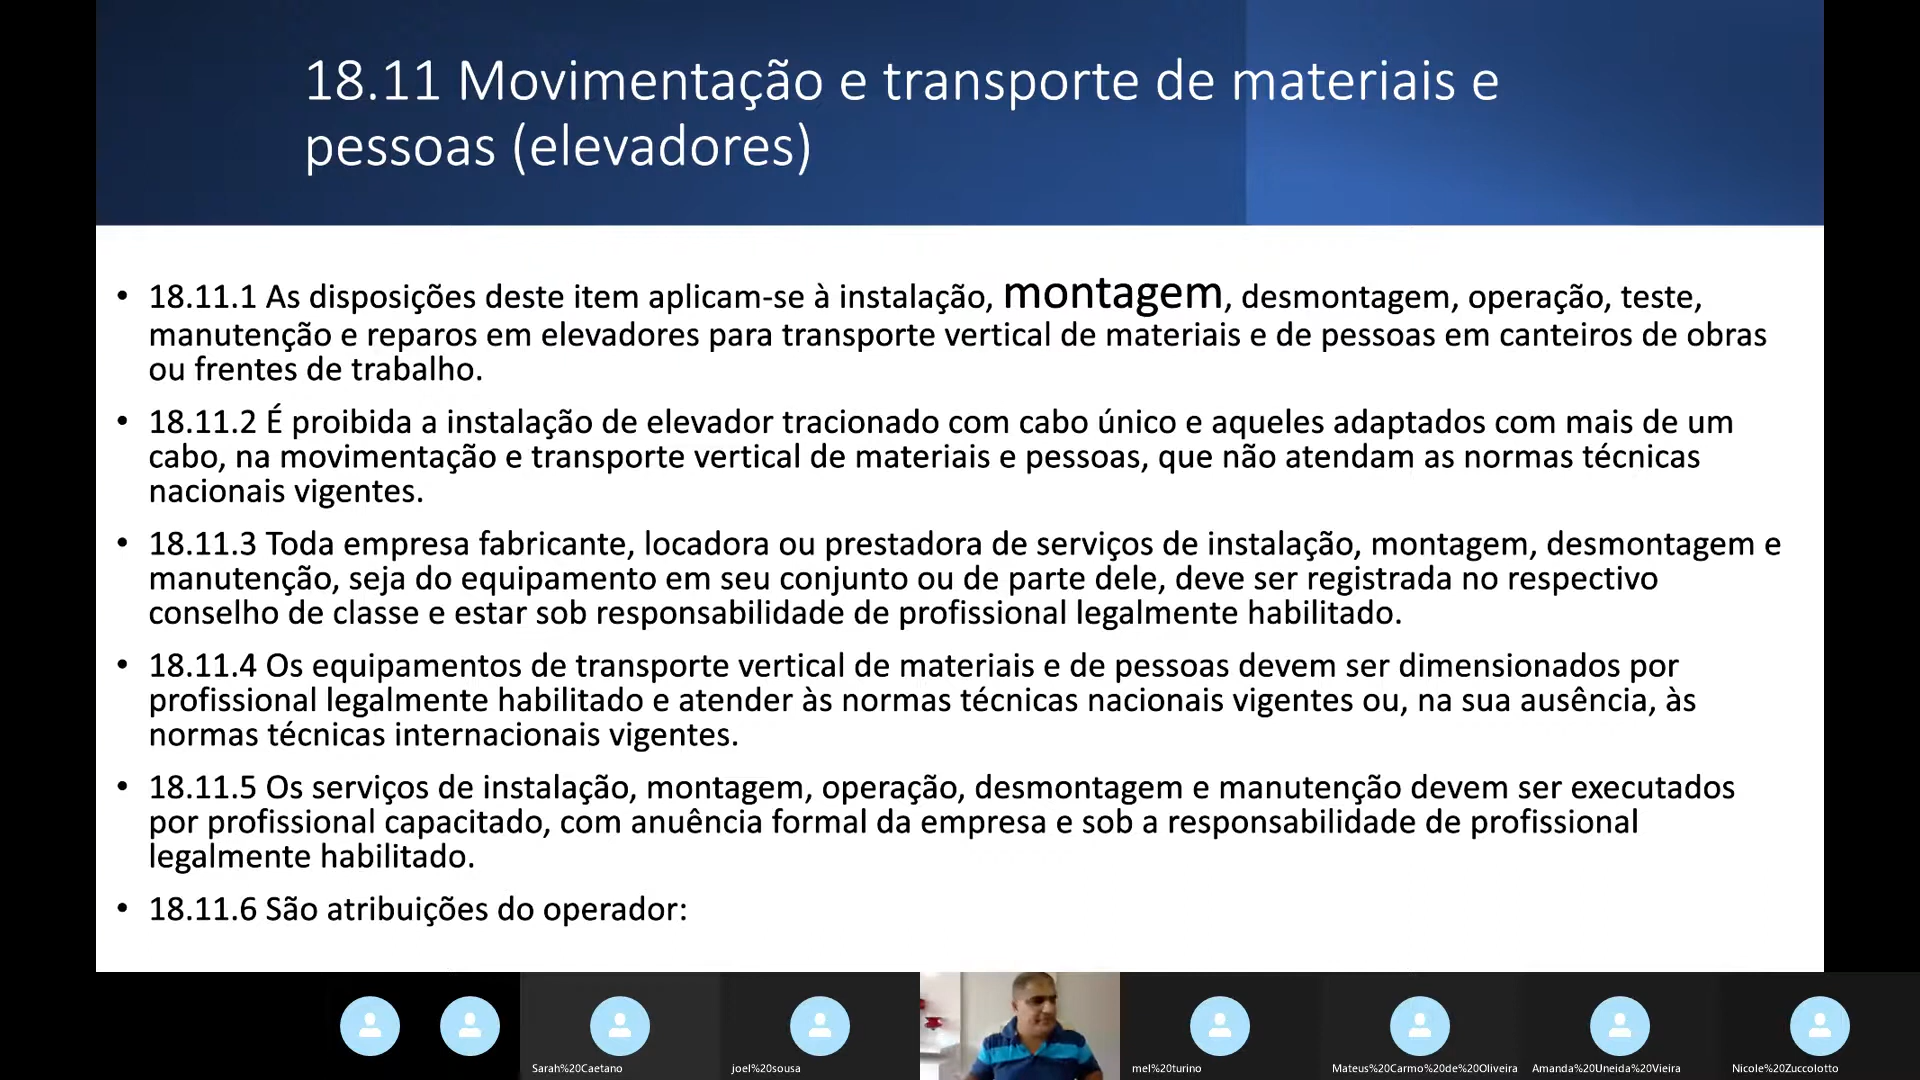 18.11 Movimentação e transporte de materiais e
pessoas (elevadores)
• 18.11.1 As disposições deste item aplicam-se à instalação, montagem, desmontagem, operação, teste,
manutenção e reparos em elevadores para transporte vertical de materiais e de pessoas em canteiros de obras
ou frentes de trabalho.
• 18.11.2 É proibida a instalação de elevador tracionado com cabo único e aqueles adaptados com mais de um
cabo, na movimentação e transporte vertical de materiais e pessoas, que não atendam as normas técnicas
nacionais vigentes.
• 18.11.3 Toda empresa fabricante, locadora ou prestadora de serviços de instalação, montagem, desmontagem e
manutenção, seja do equipamento em seu conjunto ou de parte dele, deve ser registrada no respectivo
conselho de classe e estar sob responsabilidade de profissional legalmente habilitado.
• 18.11.4 Os equipamentos de transporte vertical de materiais e de pessoas devem ser dimensionados por
profissional legalmente habilitado e atender às normas técnicas nacionais vigentes ou, na sua ausência, às
normas técnicas internacionais vigentes.
• 18.11.5 Os serviços de instalação, montagem, operação, desmontagem e manutenção devem ser executados
por profissional capacitado, com anuência formal da empresa e sob a responsabilidade de profissional
legalmente habilitado.
• 18.11.6 São atribuições do operador:
Sarah%20Caetano
joel%20sousa
mel%20turino
Mateus%20Carmo%20de%20Oliveira
Amanda%20Uneida%20Vieira
Nicole%20Zuccolotto